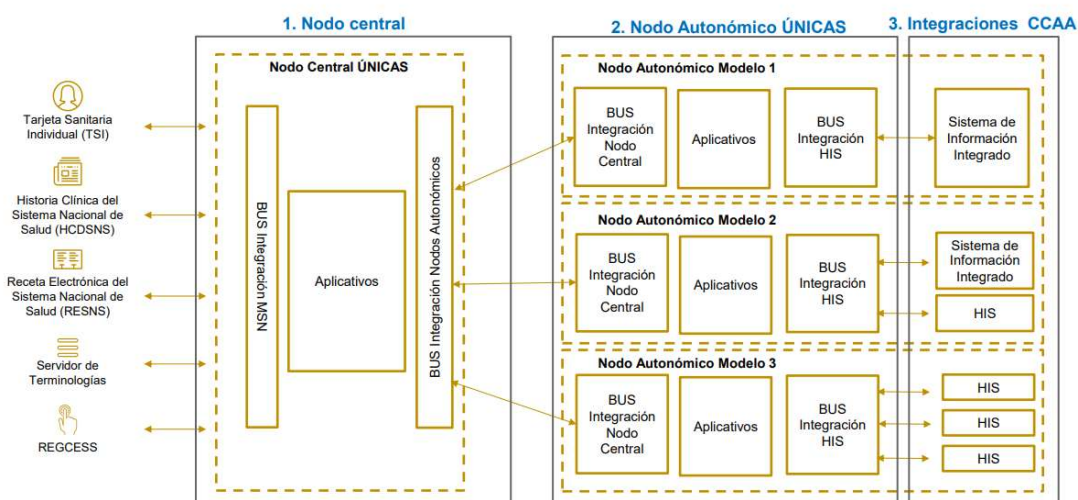 1. Nodo central
2. Nodo Autonómico ÚNICAS
3. Integraciones CCAA
Nodo Central ÚNICAS
Tarjeta Sanitaria
Individual (TSI)
Historia Clínica del
Sistema Nacional de
Salud (HCDSNS)
Receta Electrónica del
Sistema Nacional de
Salud (RESNS)
Servidor de
Terminologías
REGCESS
BUS Integración MSN
Aplicativos
BUS Integración Nodos Autonómicos
Nodo Autonómico Modelo 1
BUS
Integración
Nodo
Central
Aplicativos
BUS
Integración
HIS
Sistema de
Información
Integrado
Nodo Autonómico Modelo 2
BUS
Integración
Nodo
Central
Aplicativos
BUS
Integración
HIS
Sistema de
Información
Integrado
HIS
Nodo Autonómico Modelo 3
BUS
Integración
Nodo
Central
Aplicativos
BUS
Integración
HIS
HIS
HIS
HIS